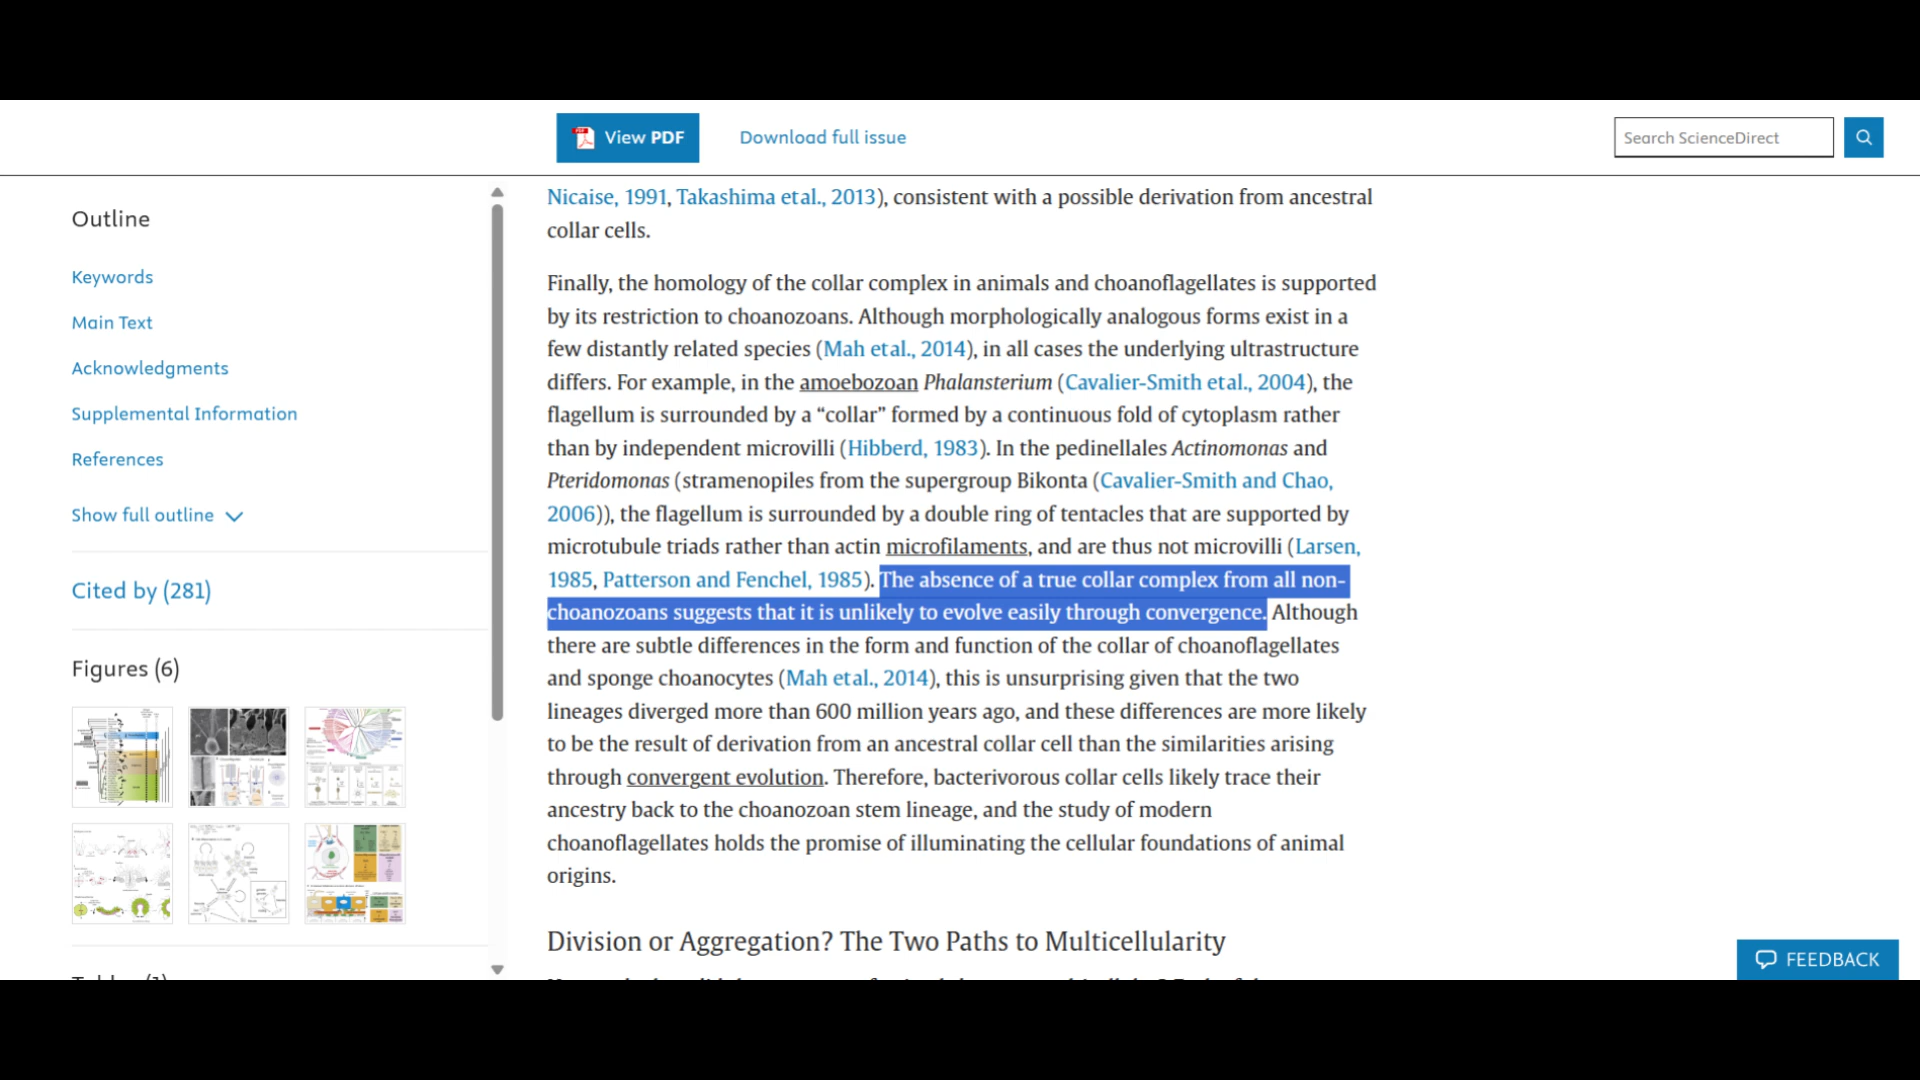 View PDF
Download full issue
Search ScienceDirect
Outline
Keywords
Main Text
Acknowledgments
Supplemental Information
References
Show full outline
Cited by (281)
Figures (6)
Nicaise, 1991, Takashima etal., 2013), consistent with a possible derivation from ancestral
collar cells.
Finally, the homology of the collar complex in animals and choanoflagellates is supported
by its restriction to choanozoans. Although morphologically analogous forms exist in a
few distantly related species (Mah etal., 2014), in all cases the underlying ultrastructure
differs. For example, in the amoebozoan Phalansterium (Cavalier-Smith etal., 2004), the
flagellum is surrounded by a “collar” formed by a continuous fold of cytoplasm rather
than by independent microvilli (Hibberd, 1983). In the pedinellales Actinomonas and
Pteridomonas (stramenopiles from the supergroup Bikonta (Cavalier-Smith and Chao,
2006)), the flagellum is surrounded by a double ring of tentacles that are supported by
microtubule triads rather than actin microfilaments, and are thus not microvilli (Larsen,
1985, Patterson and Fenchel, 1985). The absence of a true collar complex from all non-
choanozoans suggests that it is unlikely to evolve easily through convergence. Although
there are subtle differences in the form and function of the collar of choanoflagellates
and sponge choanocytes (Mah et al., 2014), this is unsurprising given that the two
lineages diverged more than 600 million years ago, and these differences are more likely
to be the result of derivation from an ancestral collar cell than the similarities arising
through convergent evolution. Therefore, bacterivorous collar cells likely trace their
ancestry back to the choanozoan stem lineage, and the study of modern
choanoflagellates holds the promise of illuminating the cellular foundations of animal
origins.
Division or Aggregation? The Two Paths to Multicellularity
FEEDBACK